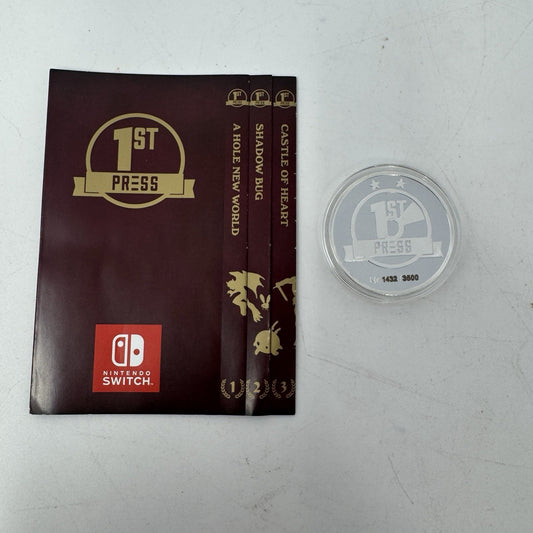 1ST
PRESS
NINTENDO
SWITCH™
1ST
A HOLE NEW WORLD
1
1ST
SHADOW BUG
2
1ST
CASTLE OF HEART
3
1ST
PRESS
1432 3500